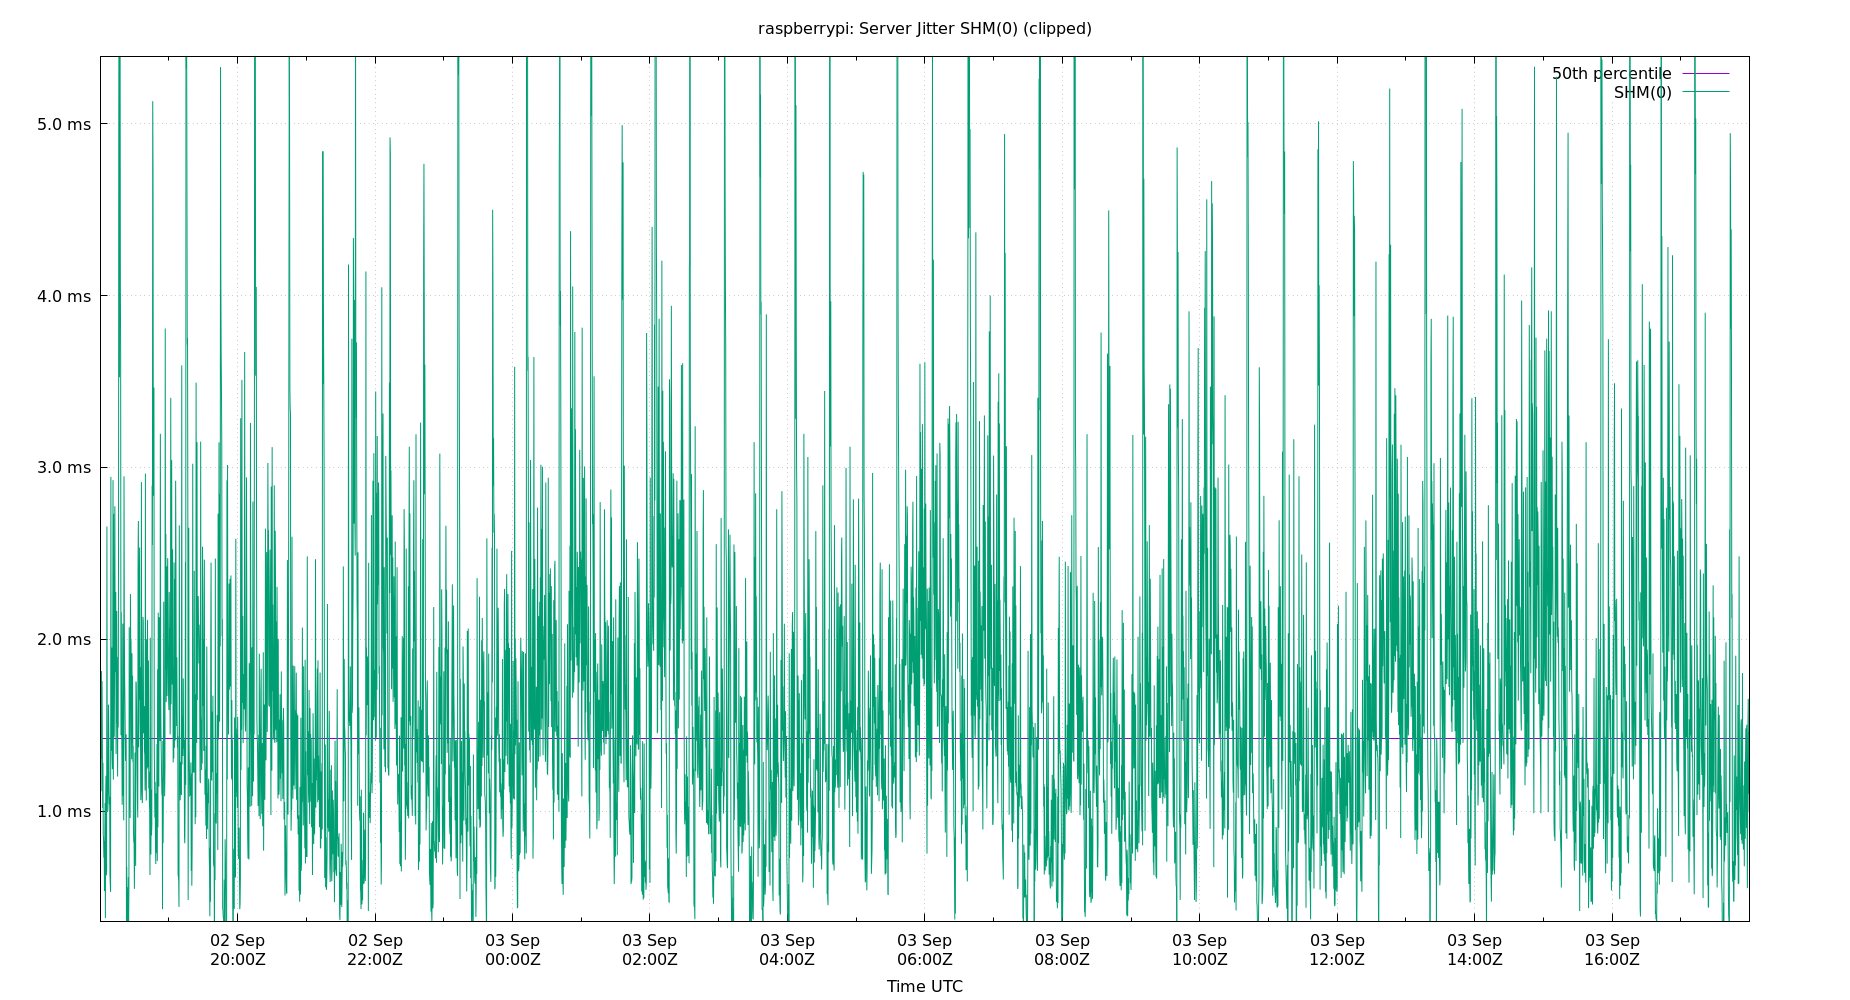 raspberrypi: Server Jitter SHM(0) (clipped)
50th percentile
SHM(0)
5.0 ms
4.0 ms
3.0 ms
2.0 ms
1.0 ms
02 Sep 02 Sep 03 Sep 03 Sep 03 Sep 03 Sep 03 Sep 03 Sep 03 Sep 03 Sep 03 Sep
20:00Z 22:00Z 00:00Z 02:00Z 04:00Z 06:00Z 08:00Z 10:00Z 12:00Z 14:00Z 16:00Z
Time UTC